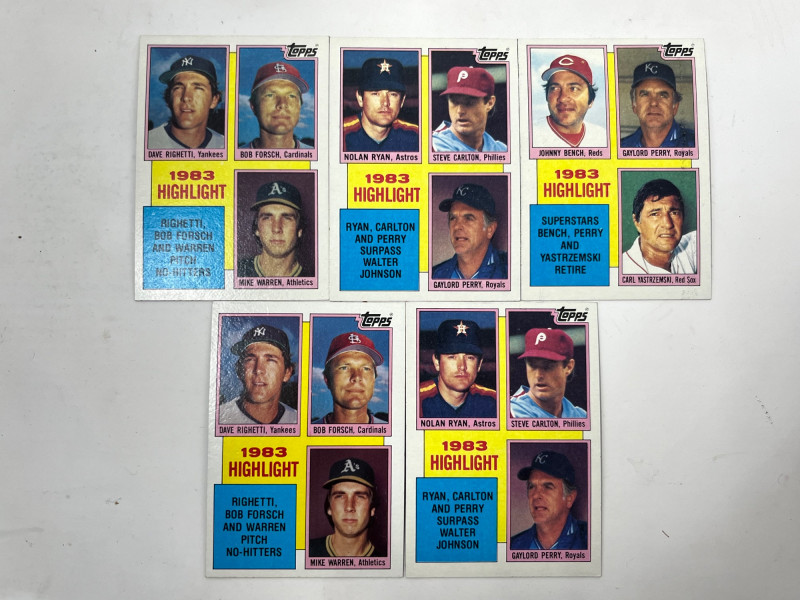 Topps
DAVE RIGHETTI, Yankees
BOB FORSCH, Cardinals
1983
HIGHLIGHT
RIGHETTI,
BOB FORSCH
AND WARREN
PITCH
NO-HITTERS
MIKE WARREN, Athletics
Topps
NOLAN RYAN, Astros
STEVE CARLTON, Phillies
1983
HIGHLIGHT
RYAN, CARLTON
AND PERRY
SURPASS
WALTER
JOHNSON
GAYLORD PERRY, Royals
Topps
JOHNNY BENCH, Reds
GAYLORD PERRY, Royals
1983
HIGHLIGHT
SUPERSTARS
BENCH, PERRY
AND
YASTRZEMSKI
RETIRE
CARL YASTRZEMSKI, Red Sox
Topps
DAVE RIGHETTI, Yankees
BOB FORSCH, Cardinals
1983
HIGHLIGHT
RIGHETTI,
BOB FORSCH
AND WARREN
PITCH
NO-HITTERS
MIKE WARREN, Athletics
Topps
NOLAN RYAN, Astros
STEVE CARLTON, Phillies
1983
HIGHLIGHT
RYAN, CARLTON
AND PERRY
SURPASS
WALTER
JOHNSON
GAYLORD PERRY, Royals